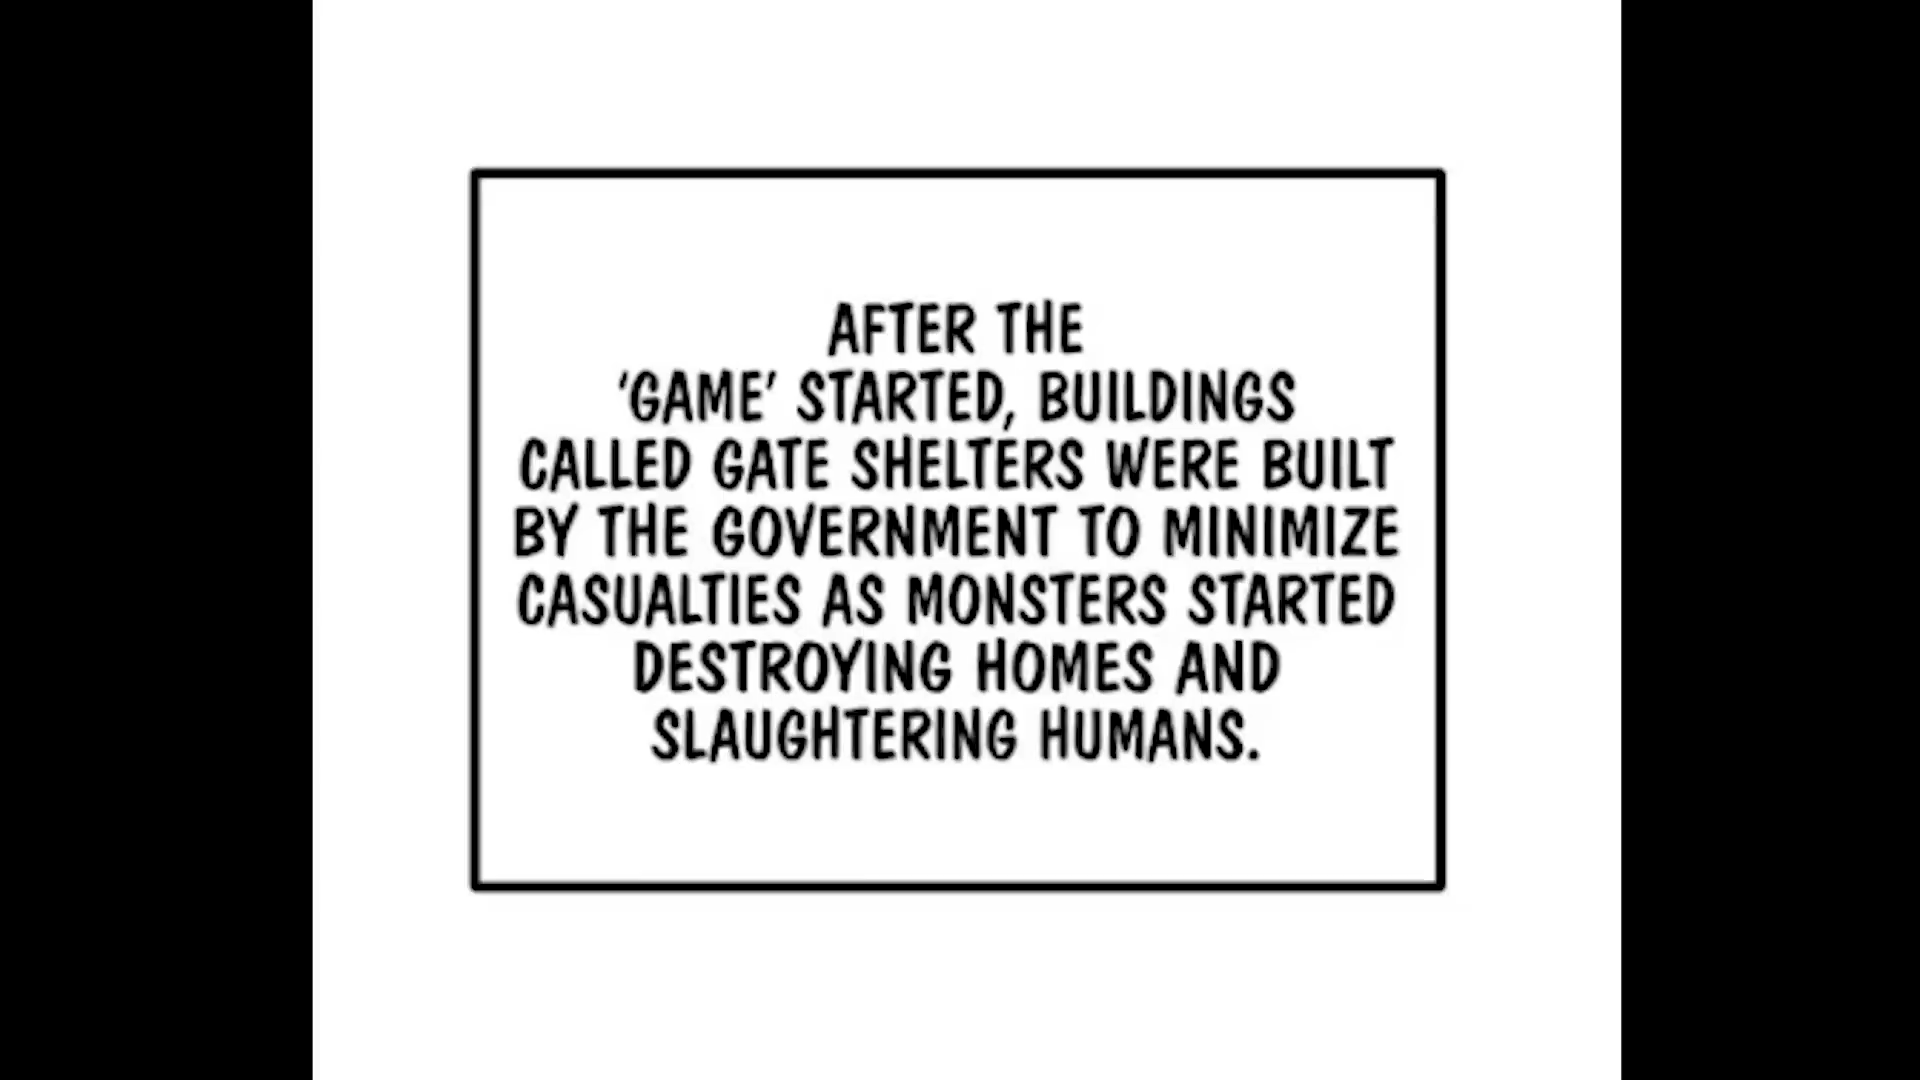 AFTER THE
‘GAME’ STARTED, BUILDINGS
CALLED GATE SHELTERS WERE BUILT
BY THE GOVERNMENT TO MINIMIZE
CASUALTIES AS MONSTERS STARTED
DESTROYING HOMES AND
SLAUGHTERING HUMANS.